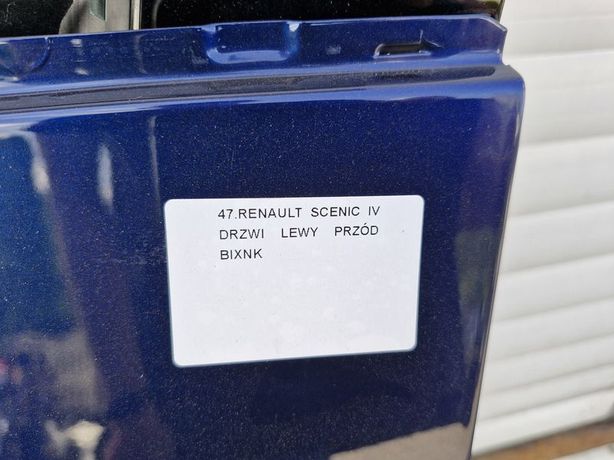 47.RENAULT SCENIC IV
DRZWI LEWY PRZÓD
BIXNK